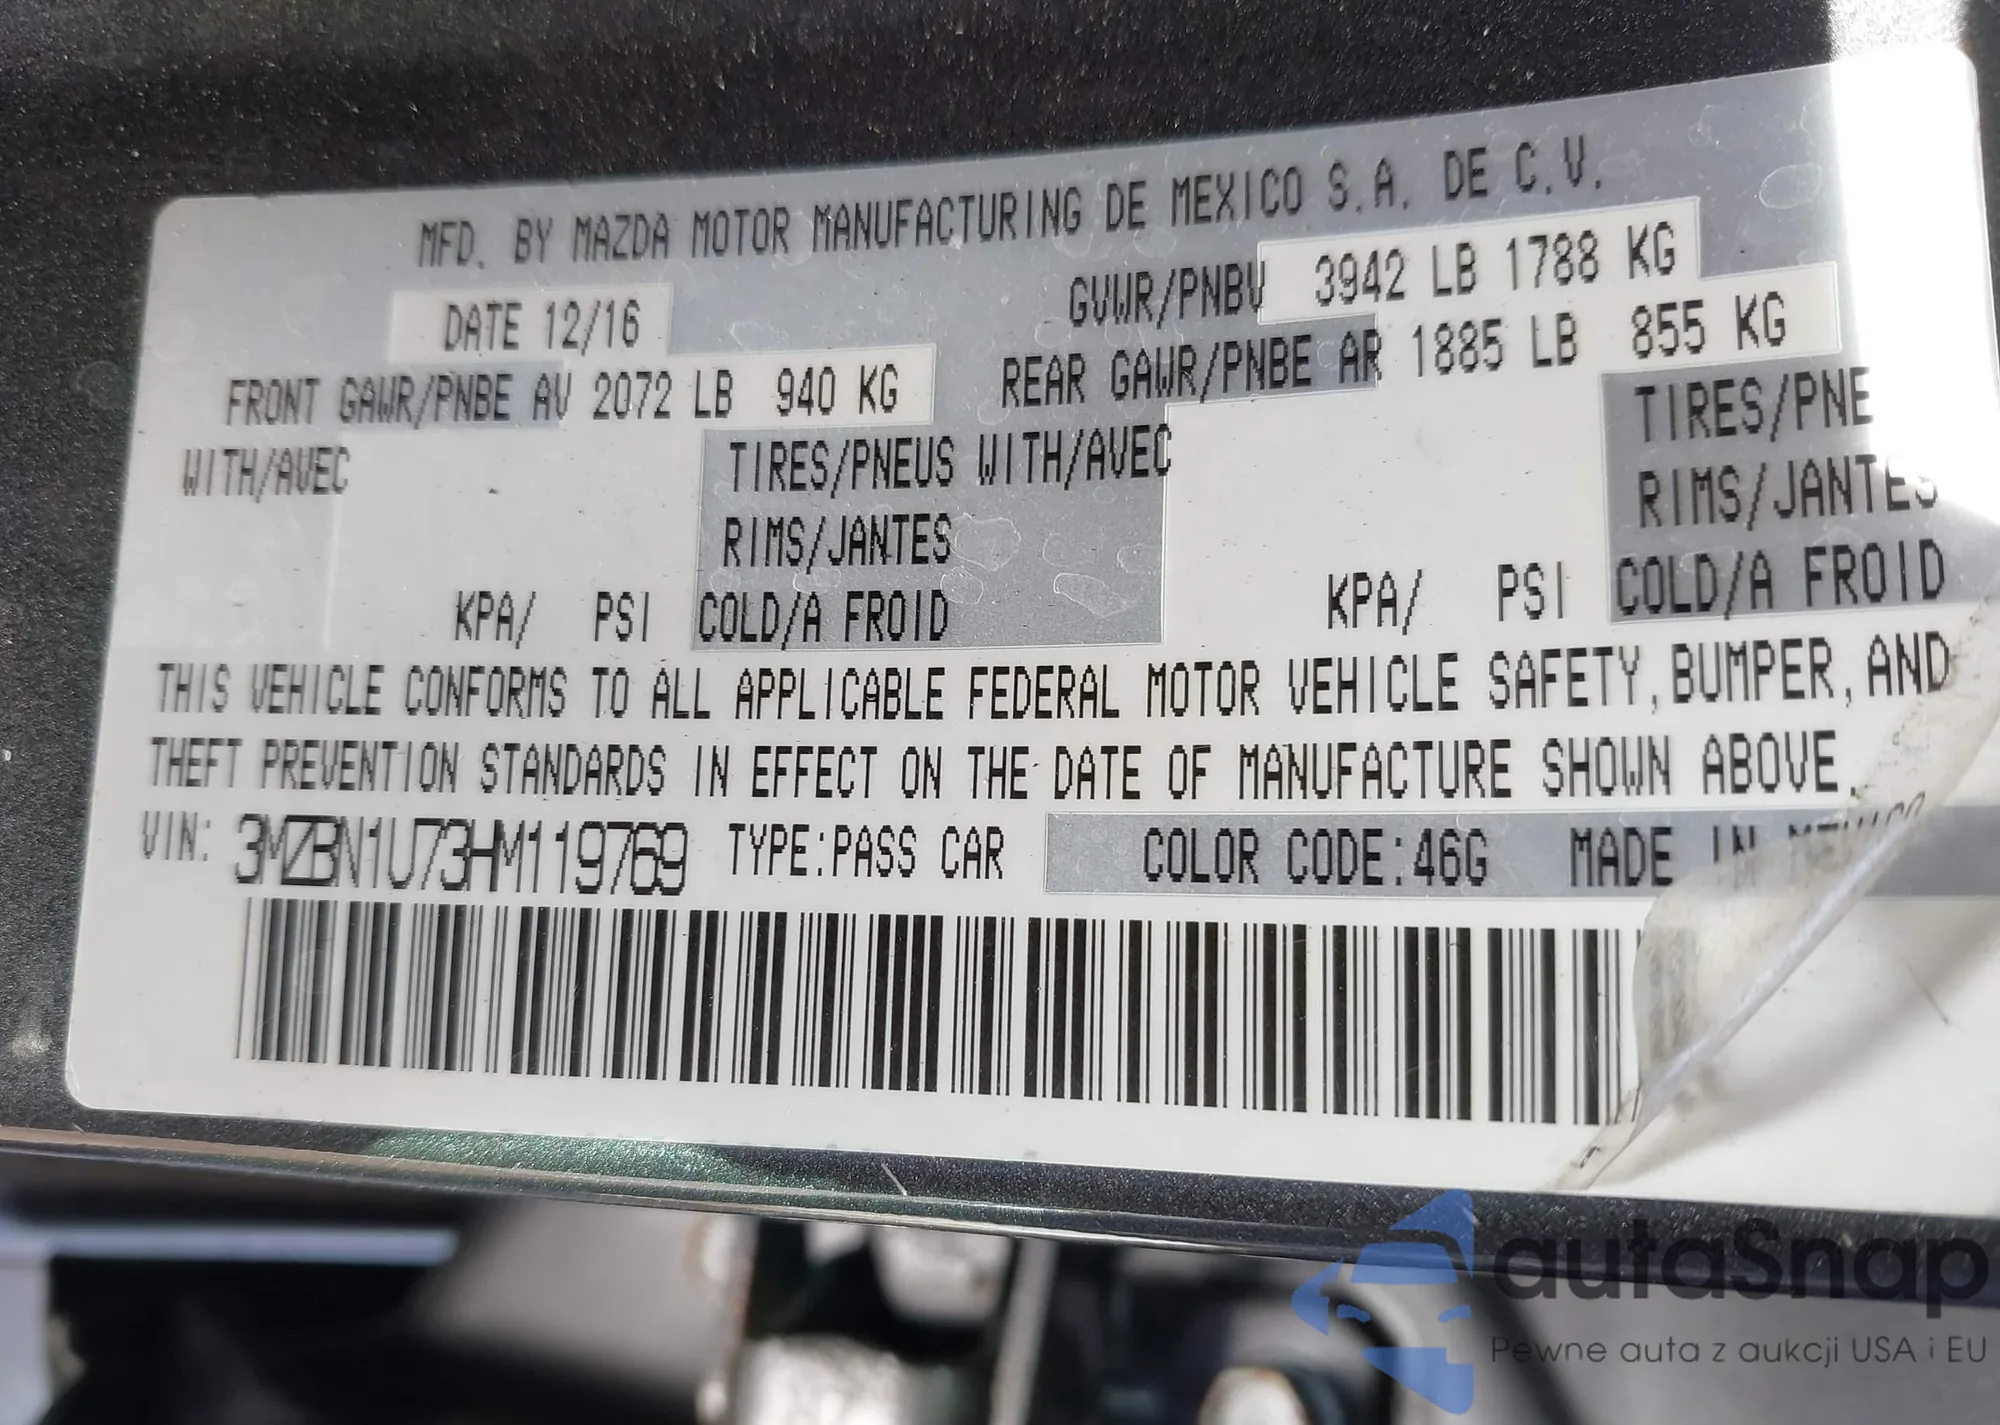 MFD. BY MAZDA MOTOR MANUFACTURING DE MEXICO S.A. DE C.V.
DATE 12/16 GVWR/PNBV 3942 LB 1788 KG
FRONT GAWR/PNBE AV 2072 LB 940 KG REAR GAWR/PNBE AR 1885 LB 855 KG
WITH/AVEC TIRES/PNEUS WITH/AVEC TIRES/PNE
RIMS/JANTES RIMS/JANTES
KPA/ PSI COLD/A FROID KPA/ PSI COLD/A FROID
THIS VEHICLE CONFORMS TO ALL APPLICABLE FEDERAL MOTOR VEHICLE SAFETY, BUMPER, AND
THEFT PREVENTION STANDARDS IN EFFECT ON THE DATE OF MANUFACTURE SHOWN ABOVE.
VIN: 3MZBN1U73HM119769 TYPE:PASS CAR COLOR CODE:46G MADE IN MEXICO
autaSnap
Pewne auta z aukcji USA i EU